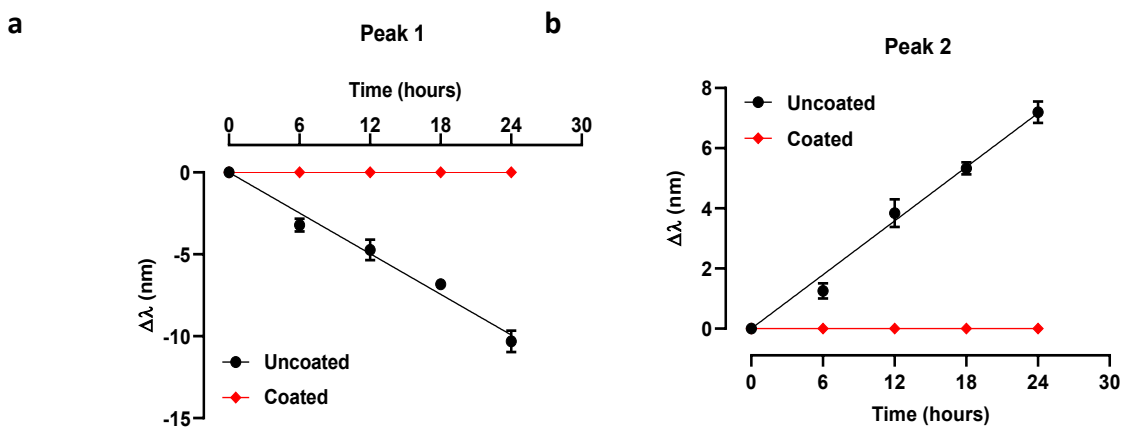 a
Peak 1
Time (hours)
0 6 12 18 24 30
0
-5
-10
-15
Δλ (nm)
Uncoated
Coated
b
Peak 2
8
6
4
2
0
Δλ (nm)
Uncoated
Coated
0 6 12 18 24 30
Time (hours)